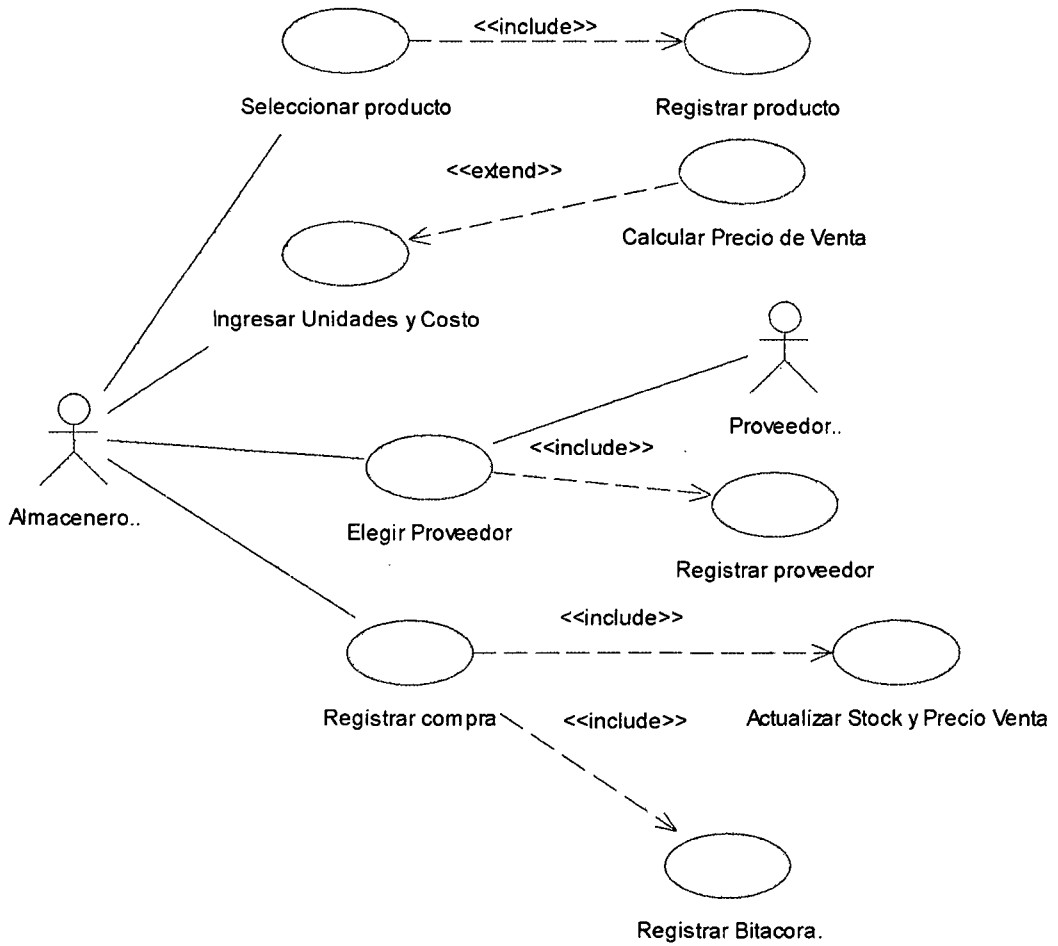 <<include>>
Seleccionar producto
Registrar producto
<<extend>>
Calcular Precio de Venta
Ingresar Unidades y Costo
Proveedor..
<<include>>
Almacenero..
Elegir Proveedor
Registrar proveedor
<<include>>
Registrar compra
<<include>>
Actualizar Stock y Precio Venta
Registrar Bitacora.